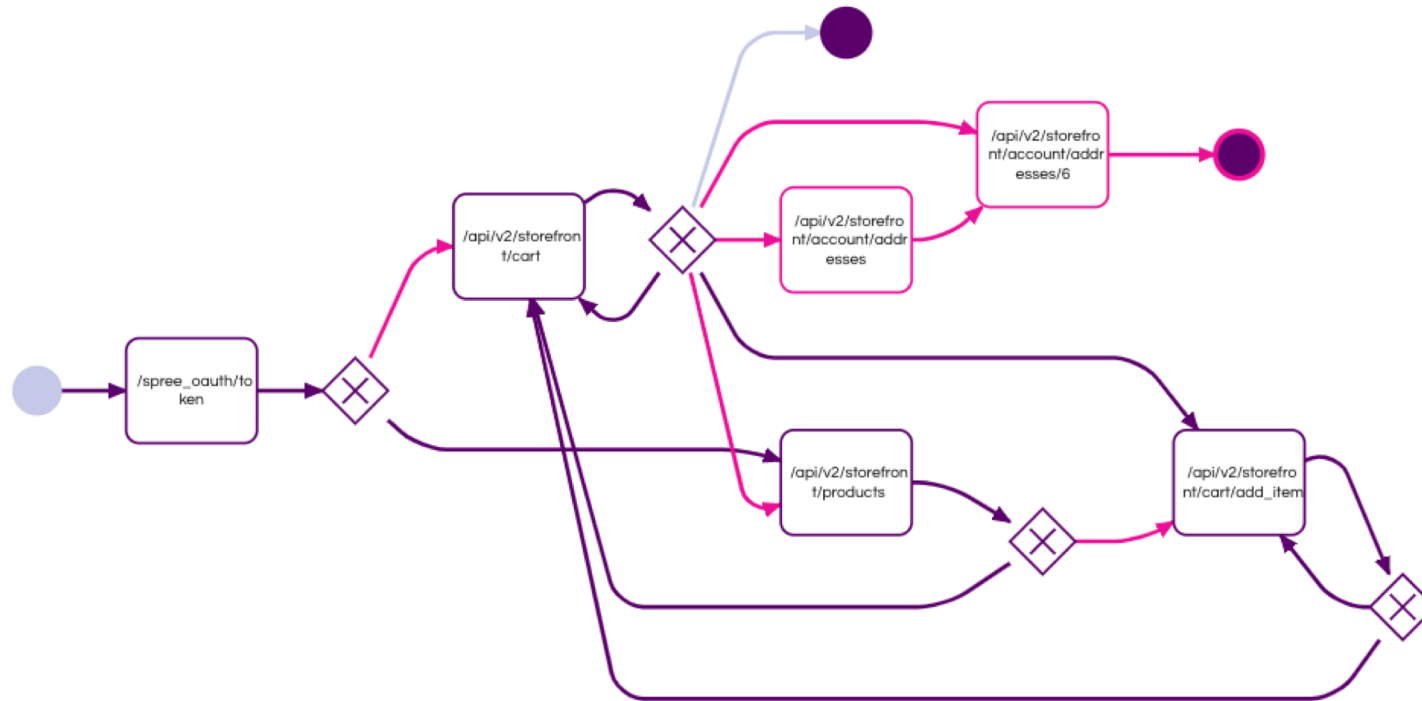 /api/v2/storefro
nt/account/addr
esses/6
/api/v2/storefron
t/cart
/api/v2/storefro
nt/account/addr
esses
/spree_oauth/to
ken
/api/v2/storefron
t/products
/api/v2/storefro
nt/cart/add_item